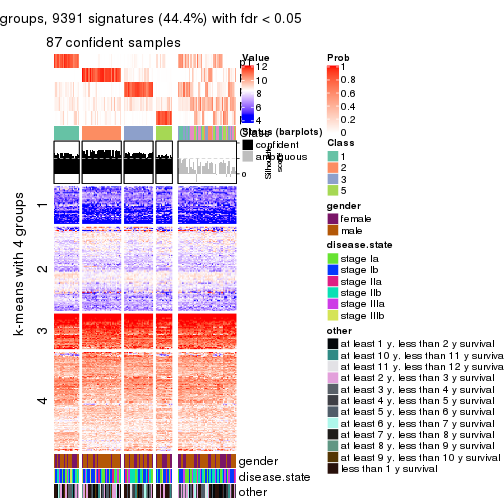 groups, 9391 signatures (44.4%) with fdr < 0.05
87 confident samples
k-means with 4 groups
1
2
3
4
Value
12
10
8
6
4
Status (barplots)
confident
ambiguous
0
Silhouette
score
gender
disease.state
other
Prob
1
0.8
0.6
0.4
0.2
0
Class
1
2
3
5
gender
female
male
disease.state
stage Ia
stage Ib
stage IIa
stage IIb
stage IIIa
stage IIIb
other
at least 1 y. less than 2 y survival
at least 10 y. less than 11 y survival
at least 11 y. less than 12 y survival
at least 2 y. less than 3 y survival
at least 3 y. less than 4 y survival
at least 4 y. less than 5 y survival
at least 5 y. less than 6 y survival
at least 6 y. less than 7 y survival
at least 7 y. less than 8 y survival
at least 8 y. less than 9 y survival
at least 9 y. less than 10 y survival
less than 1 y survival